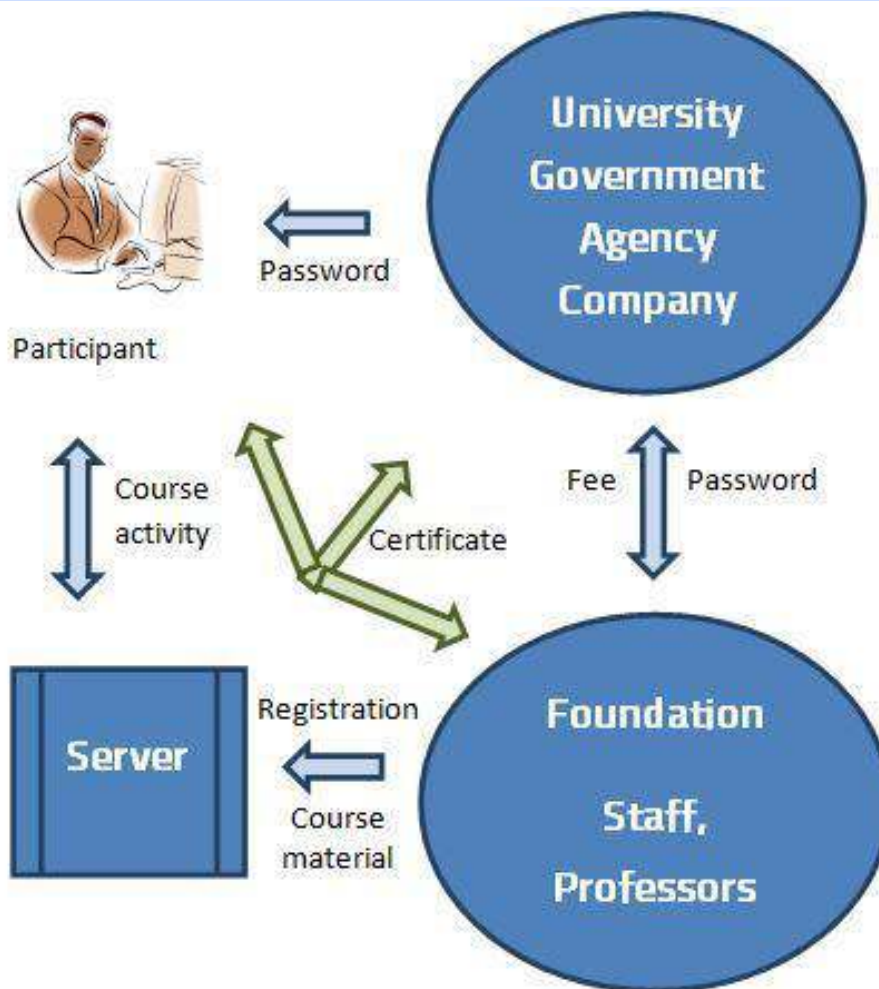 University
Government
Agency
Company
Password
Participant
Course
activity
Certificate
Fee
Password
Server
Registration
Course
material
Foundation
Staff,
Professors